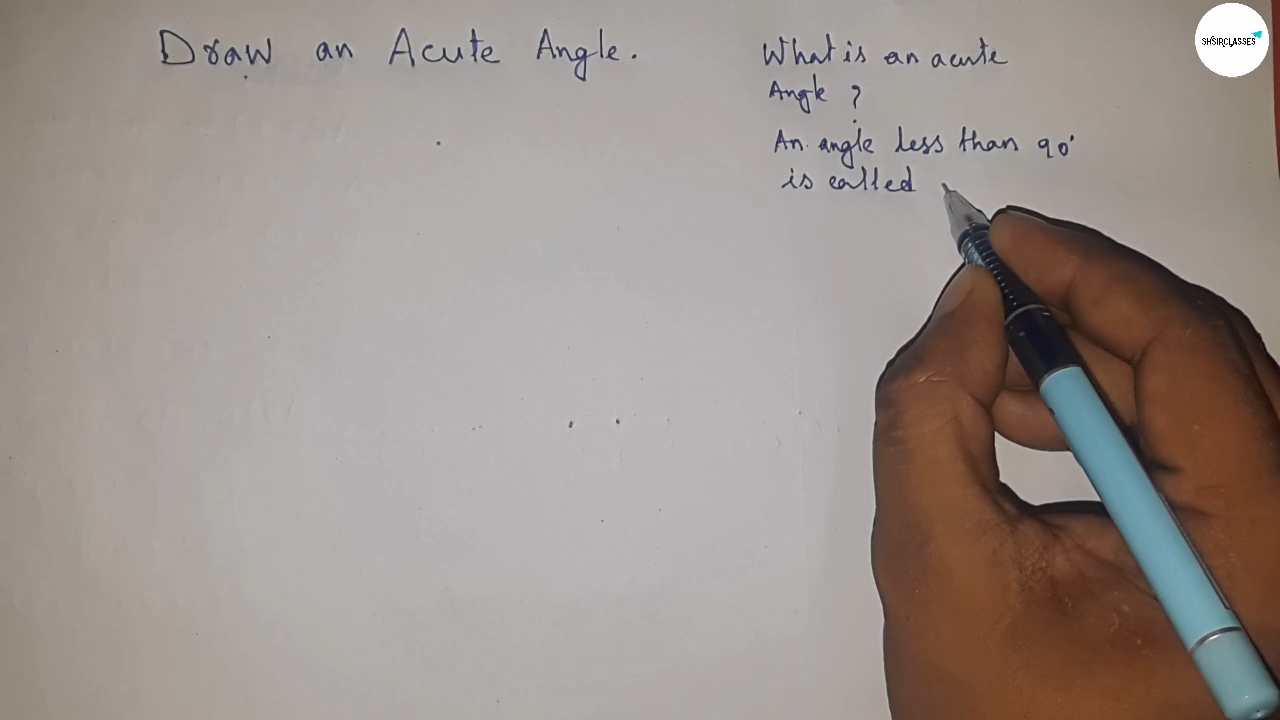 Draw an Acute Angle.
What is an acute
Angle ?
An angle less than 90°
is called
SHSIRCLASSES